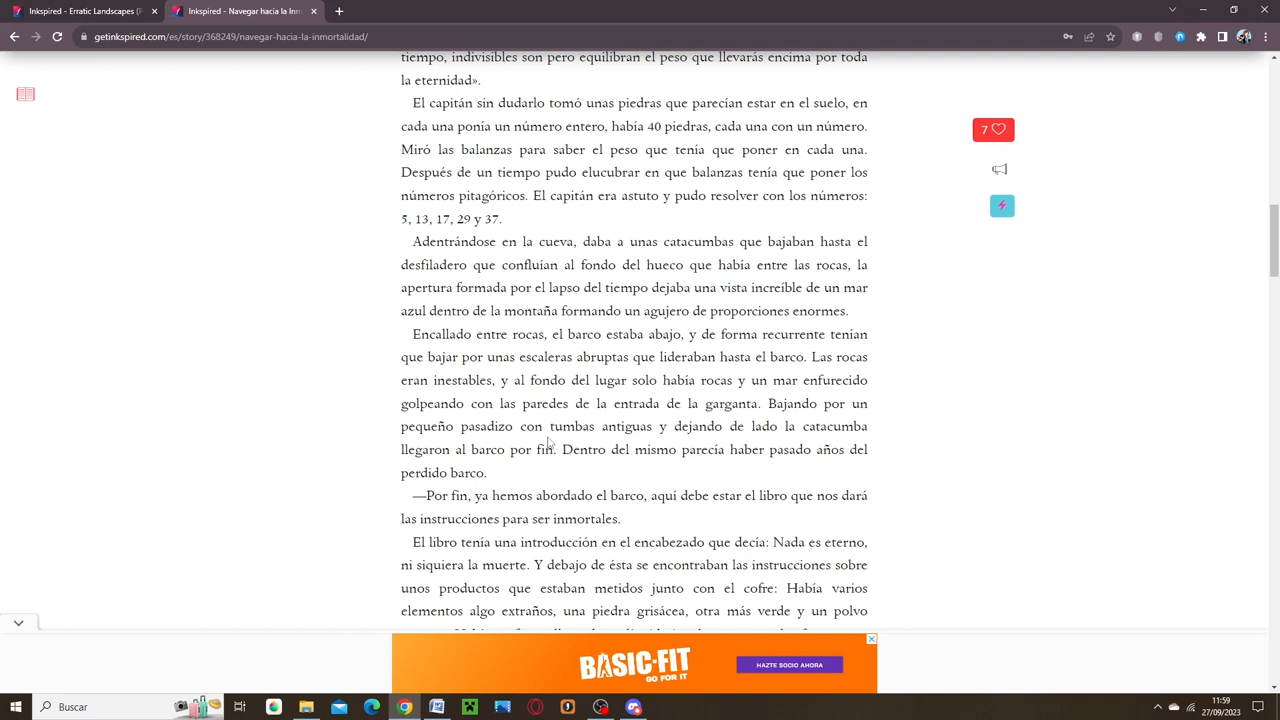 Inkspired - Erratic Landscapes (P
Inkspired - Navegar hacia la Inm
getinkspired.com/es/story/368249/navegar-hacia-la-inmortalidad/
tiempo, indivisibles son pero equilibran el peso que llevarás encima por toda
la eternidad».
El capitán sin dudarlo tomó unas piedras que parecían estar en el suelo, en
cada una ponía un número entero, había 40 piedras, cada una con un número.
Miró las balanzas para saber el peso que tenía que poner en cada una.
Después de un tiempo pudo elucubrar en que balanzas tenía que poner los
números pitagóricos. El capitán era astuto y pudo resolver con los números:
5, 13, 17, 29 y 37.
Adentrándose en la cueva, daba a unas catacumbas que bajaban hasta el
desfiladero que confluían al fondo del hueco que había entre las rocas, la
apertura formada por el lapso del tiempo dejaba una vista increíble de un mar
azul dentro de la montaña formando un agujero de proporciones enormes.
Encallado entre rocas, el barco estaba abajo, y de forma recurrente tenían
que bajar por unas escaleras abruptas que lideraban hasta el barco. Las rocas
eran inestables, y al fondo del lugar solo había rocas y un mar enfurecido
golpeando con las paredes de la entrada de la garganta. Bajando por un
pequeño pasadizo con tumbas antiguas y dejando de lado la catacumba
llegaron al barco por fin. Dentro del mismo parecía haber pasado años del
perdido barco.
—Por fin, ya hemos abordado el barco, aquí debe estar el libro que nos dará
las instrucciones para ser inmortales.
El libro tenía una introducción en el encabezado que decía: Nada es eterno,
ni siquiera la muerte. Y debajo de ésta se encontraban las instrucciones sobre
unos productos que estaban metidos junto con el cofre: Había varios
elementos algo extraños, una piedra grisácea, otra más verde y un polvo
7
BASIC-FIT
GO FOR IT
HAZTE SOCIO AHORA
Buscar
11:59
27/09/2023